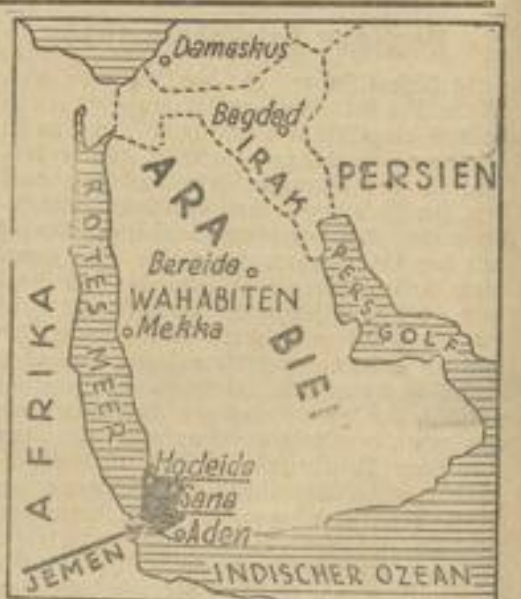 Damaskus
Bagdad
IRAK
PERSIEN
ARA
BIE
Bereida
WAHABITEN
Mekka
AFRIKA
ROTES MEER
PERS
GOLF
Hodeida
Sana
Aden
JEMEN
INDISCHER OZEAN